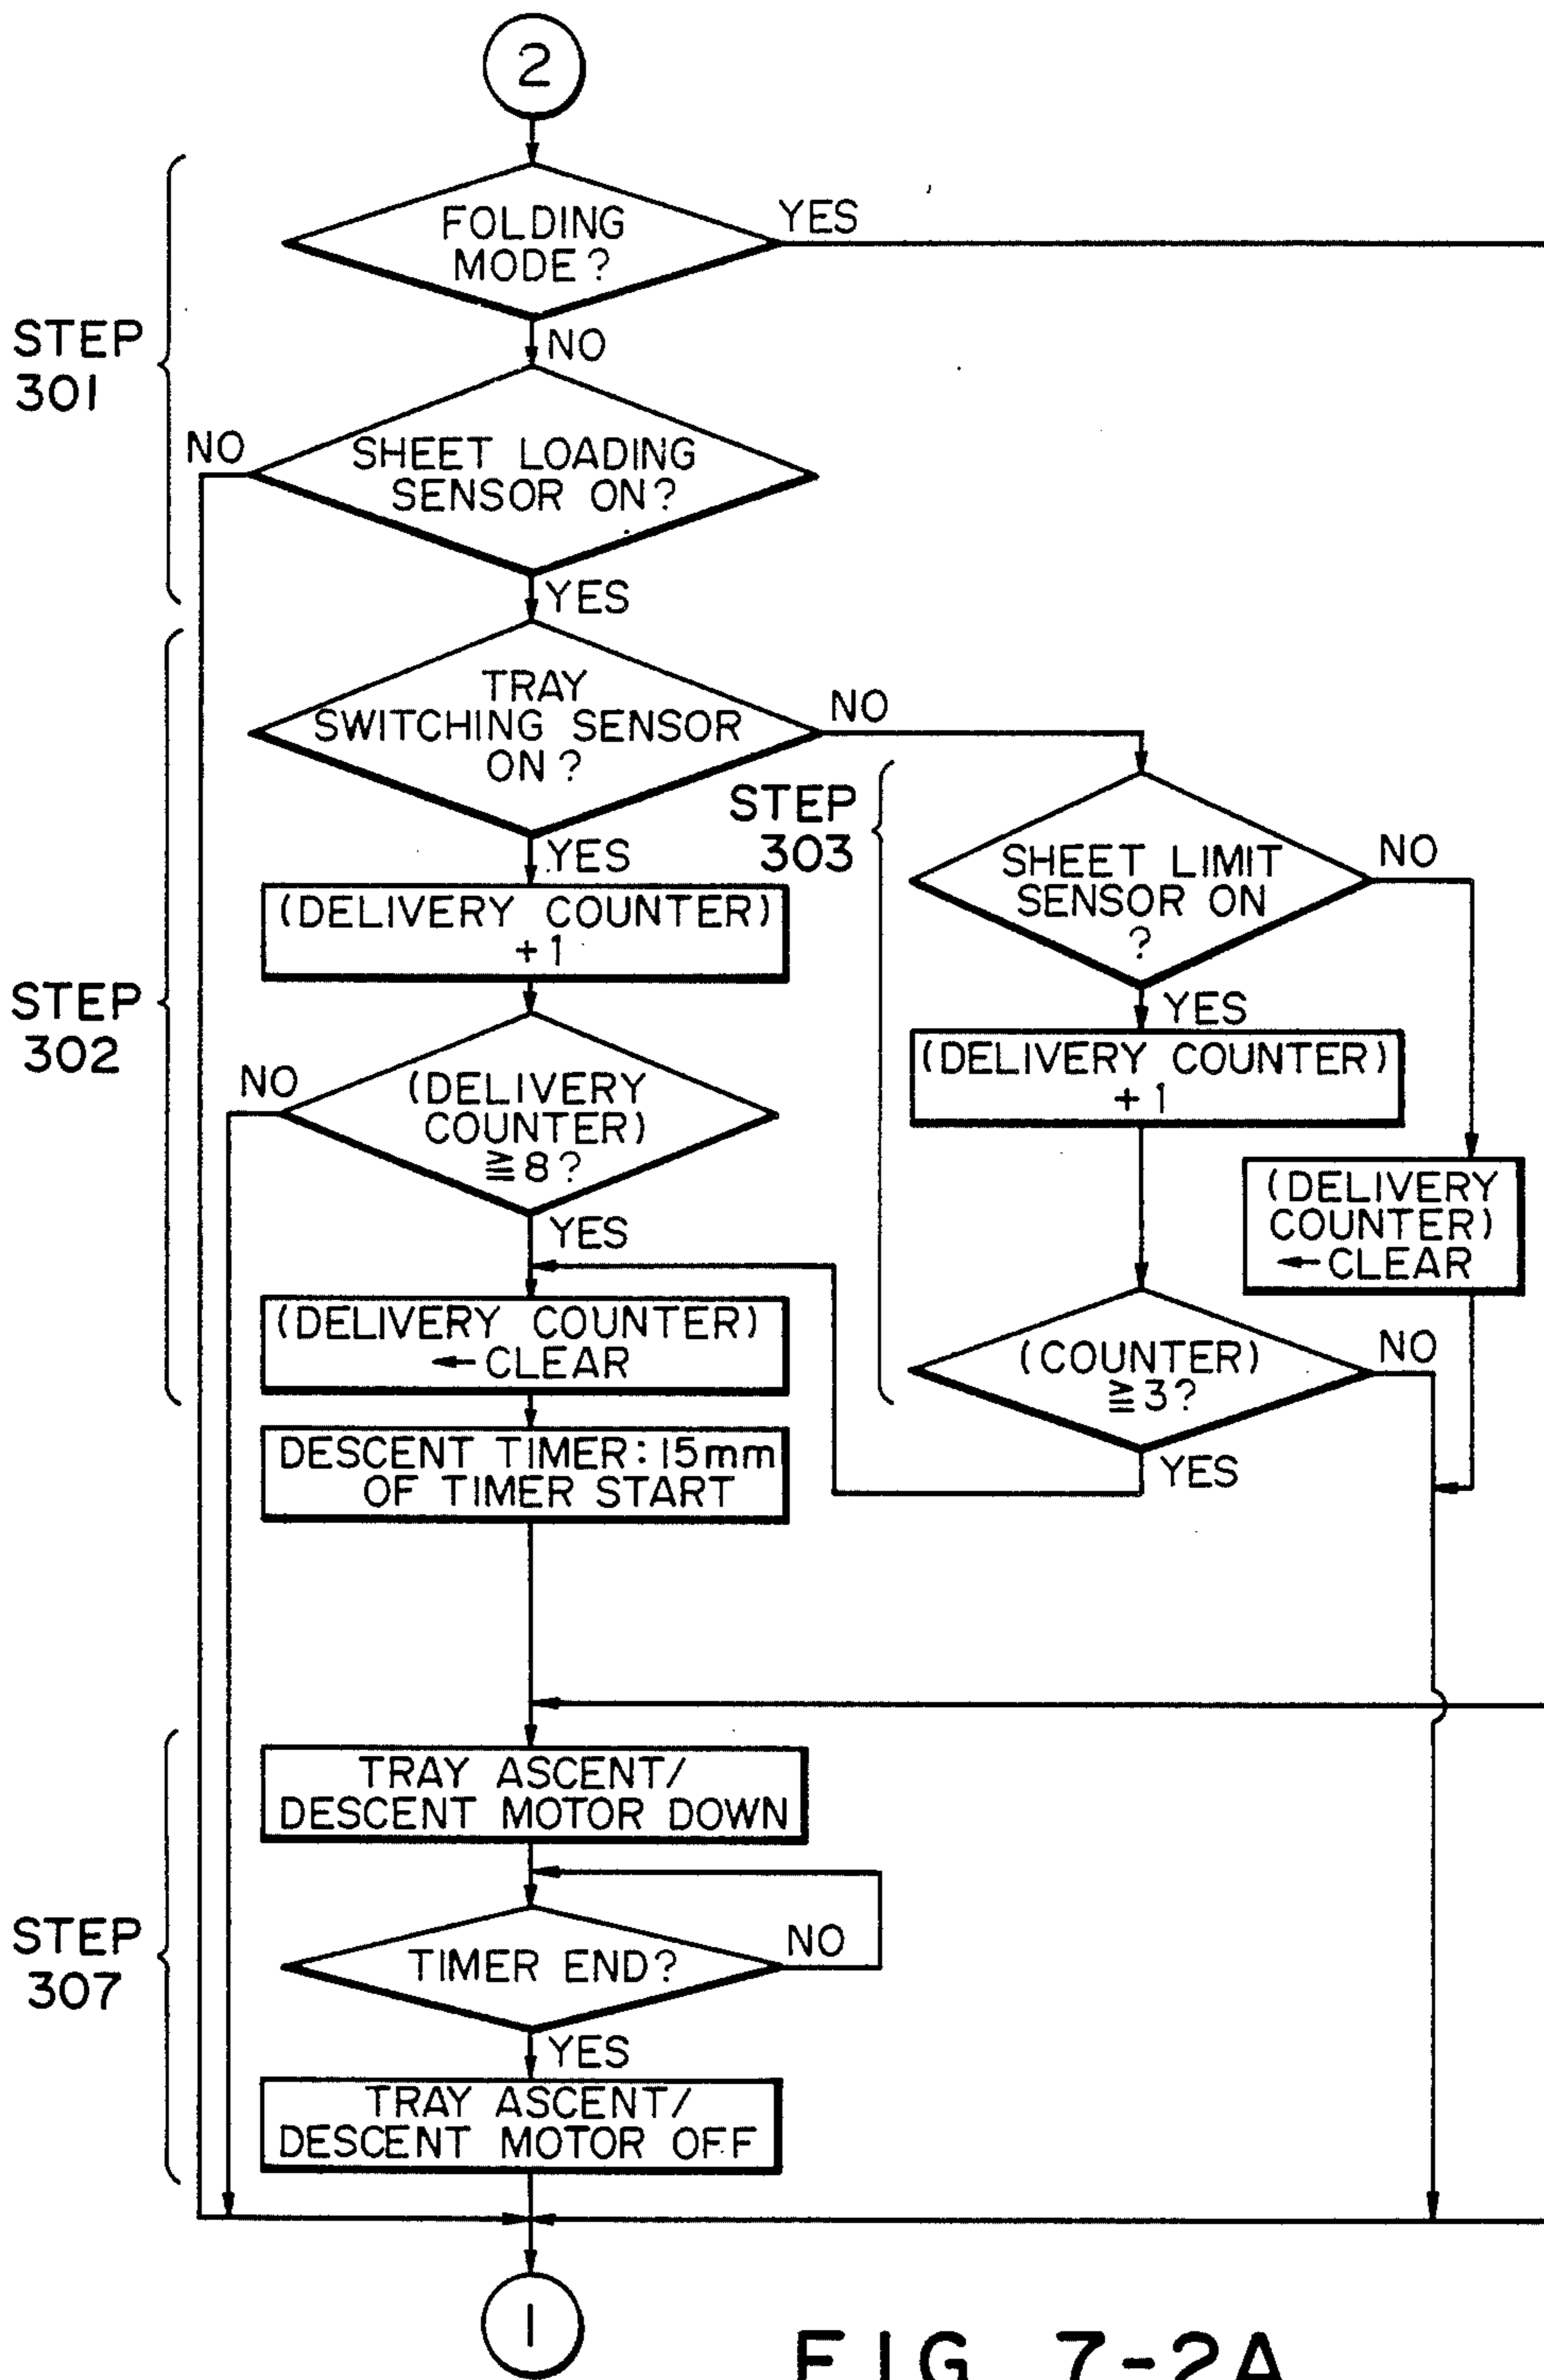 2
FOLDING
MODE?
YES
NO
STEP
301
SHEET LOADING
SENSOR ON?
NO
YES
TRAY
SWITCHING SENSOR
ON?
NO
YES
STEP
302
(DELIVERY COUNTER)
+1
(DELIVERY
COUNTER)
≧8?
NO
YES
(DELIVERY COUNTER)
←CLEAR
STEP
303
SHEET LIMIT
SENSOR ON
?
NO
YES
(DELIVERY COUNTER)
+1
(DELIVERY
COUNTER)
←CLEAR
(COUNTER)
≧3?
NO
YES
DESCENT TIMER:15mm
OF TIMER START
STEP
307
TRAY ASCENT/
DESCENT MOTOR DOWN
TIMER END?
NO
YES
TRAY ASCENT/
DESCENT MOTOR OFF
1
FIG. 7-2A